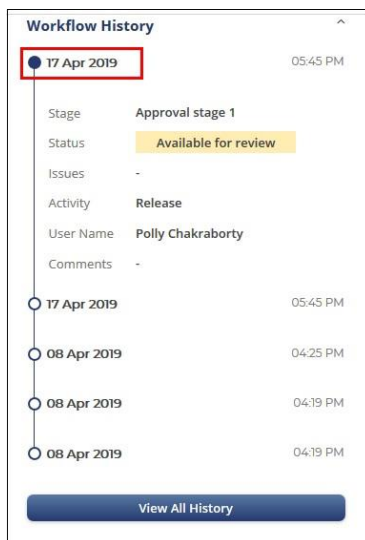 Workflow History
17 Apr 2019 05:45 PM
Stage Approval stage 1
Status Available for review
Issues -
Activity Release
User Name Polly Chakraborty
Comments -
17 Apr 2019 05:45 PM
08 Apr 2019 04:25 PM
08 Apr 2019 04:19 PM
08 Apr 2019 04:19 PM
View All History